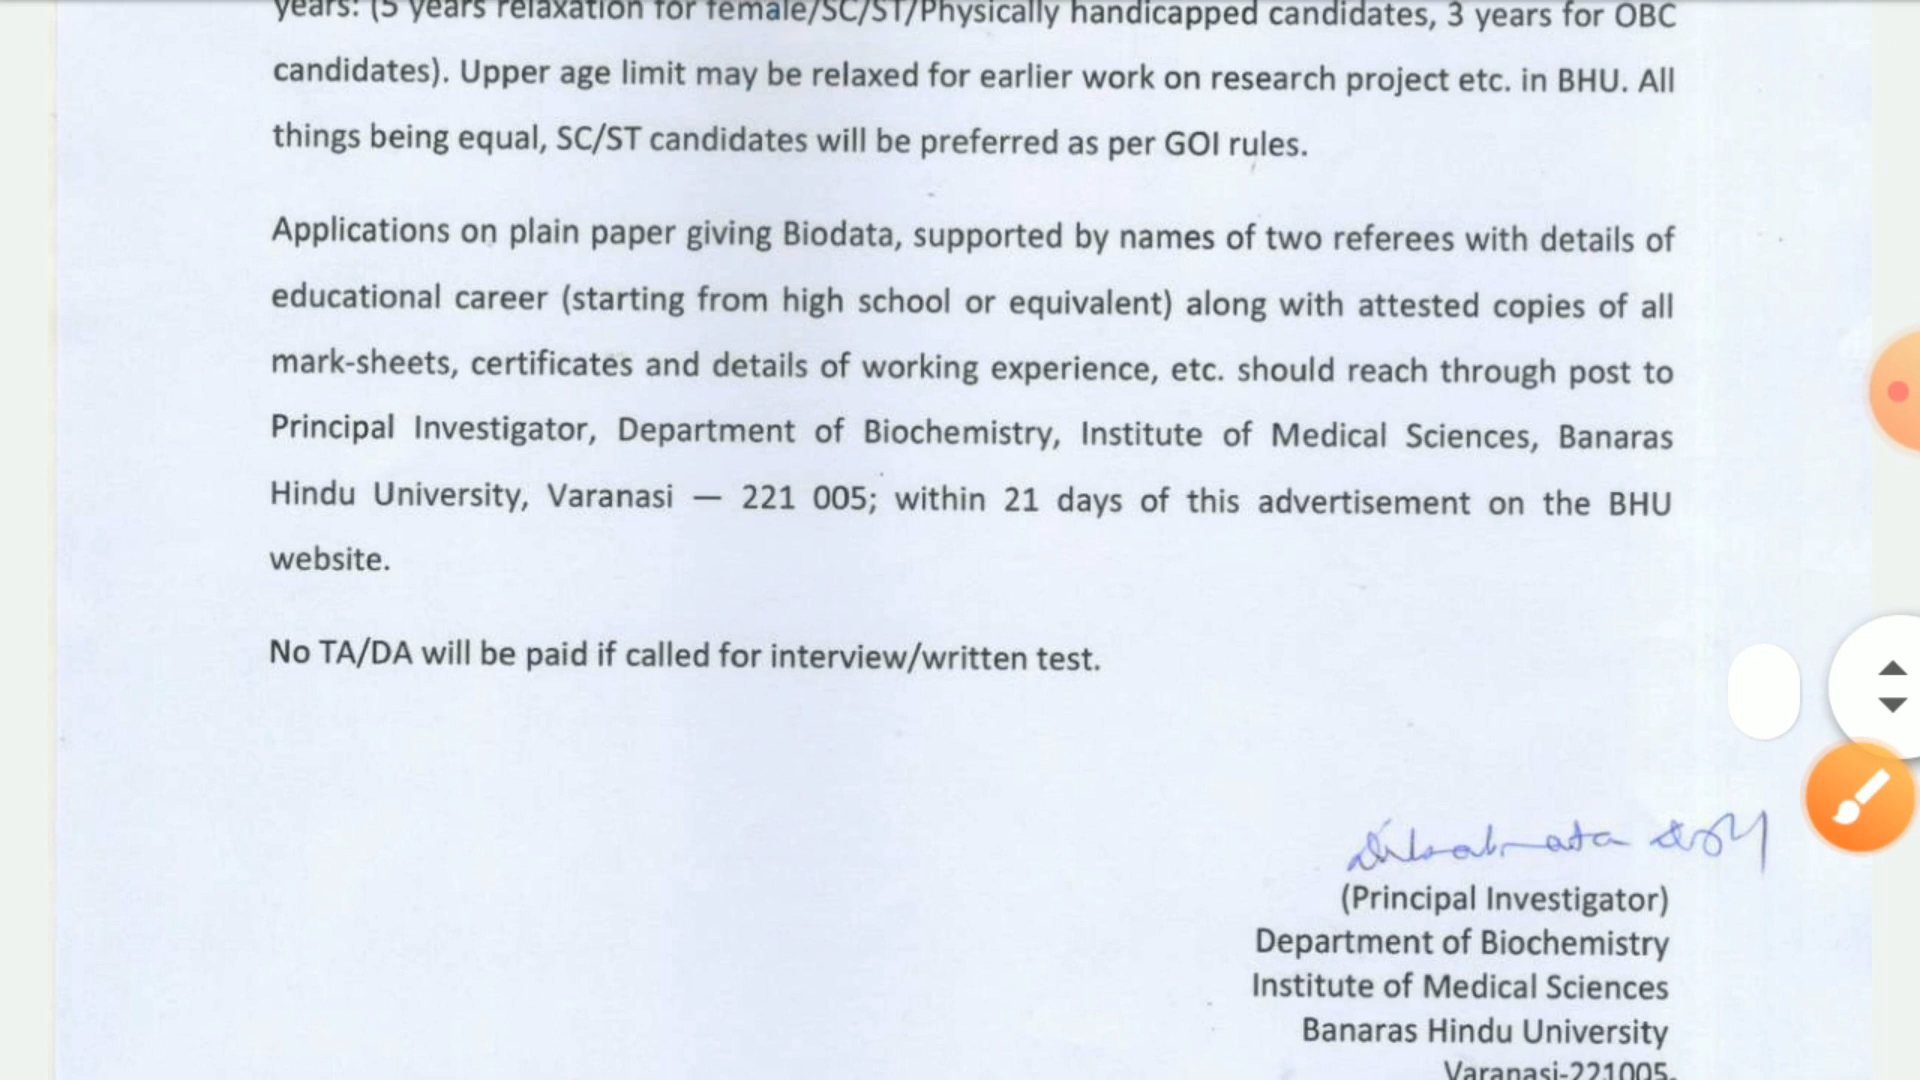 years: (5 years relaxation for female/SC/ST/Physically handicapped candidates, 3 years for OBC
candidates). Upper age limit may be relaxed for earlier work on research project etc. in BHU. All
things being equal, SC/ST candidates will be preferred as per GOI rules.
Applications on plain paper giving Biodata, supported by names of two referees with details of
educational career (starting from high school or equivalent) along with attested copies of all
mark-sheets, certificates and details of working experience, etc. should reach through post to
Principal Investigator, Department of Biochemistry, Institute of Medical Sciences, Banaras
Hindu University, Varanasi — 221 005; within 21 days of this advertisement on the BHU
website.
No TA/DA will be paid if called for interview/written test.
(Principal Investigator)
Department of Biochemistry
Institute of Medical Sciences
Banaras Hindu University
Varanasi-221005.